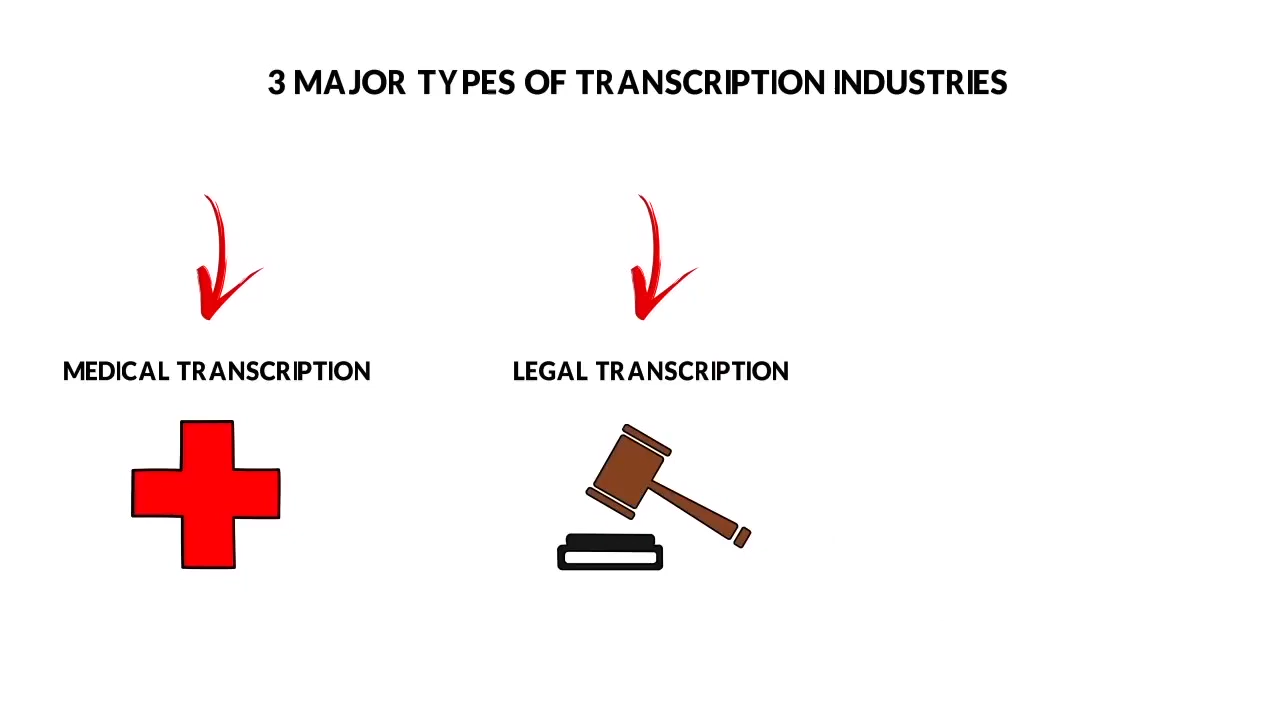 3 MAJOR TYPES OF TRANSCRIPTION INDUSTRIES
MEDICAL TRANSCRIPTION
LEGAL TRANSCRIPTION